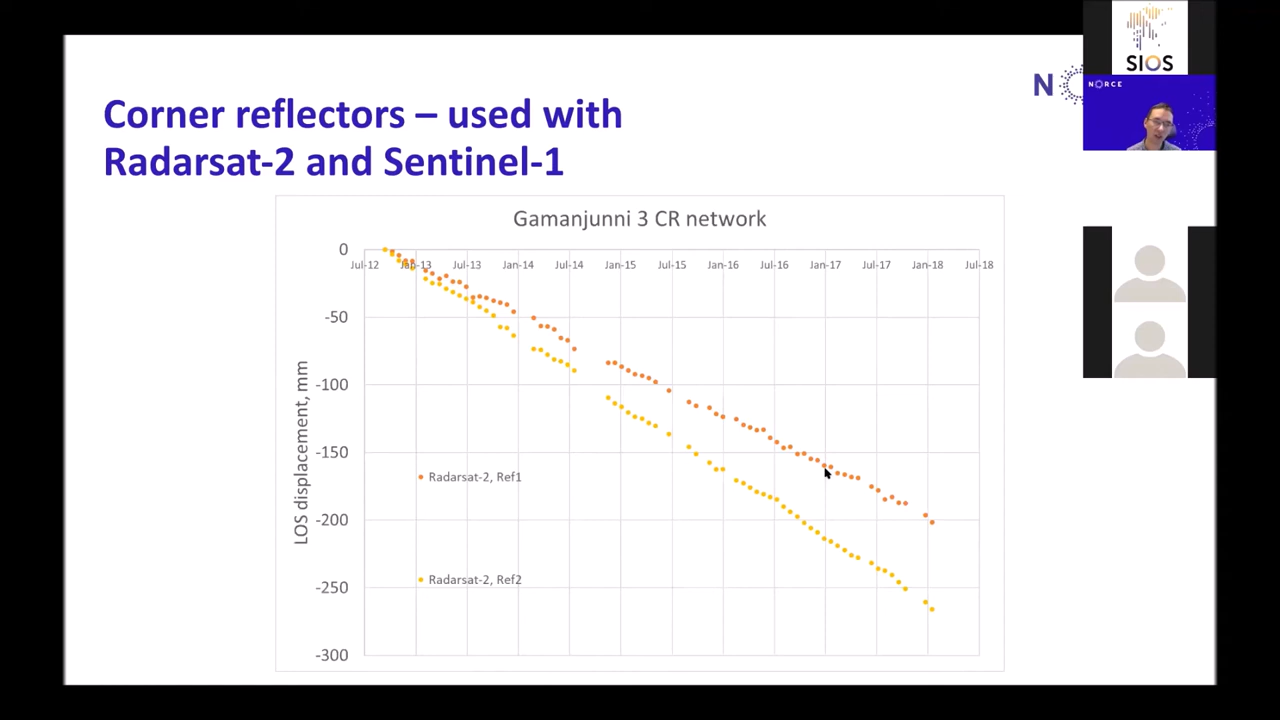 SIOS
NORCE
N
Corner reflectors – used with
Radarsat-2 and Sentinel-1
Gamanjunni 3 CR network
0
Jul-12 Jan-13 Jul-13 Jan-14 Jul-14 Jan-15 Jul-15 Jan-16 Jul-16 Jan-17 Jul-17 Jan-18 Jul-18
-50
-100
-150
-200
-250
-300
LOS displacement, mm
Radarsat-2, Ref1
Radarsat-2, Ref2